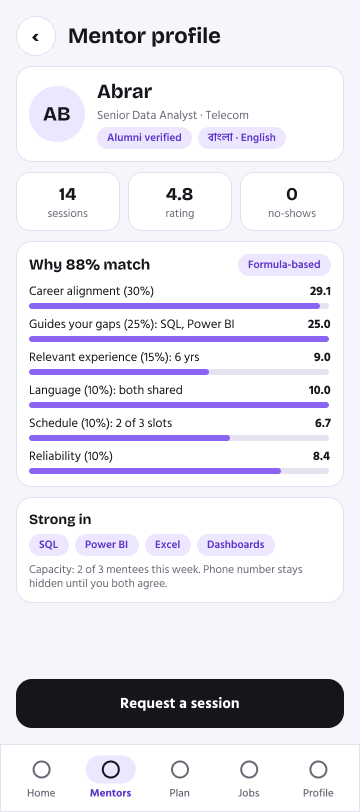 ‹
Mentor profile
AB
Abrar
Senior Data Analyst · Telecom
Alumni verified
বাংলা · English
14
sessions
4.8
rating
0
no-shows
Why 88% match
Formula-based
Career alignment (30%) 29.1
Guides your gaps (25%): SQL, Power BI 25.0
Relevant experience (15%): 6 yrs 9.0
Language (10%): both shared 10.0
Schedule (10%): 2 of 3 slots 6.7
Reliability (10%) 8.4
Strong in
SQL
Power BI
Excel
Dashboards
Capacity: 2 of 3 mentees this week. Phone number stays
hidden until you both agree.
Request a session
Home
Mentors
Plan
Jobs
Profile